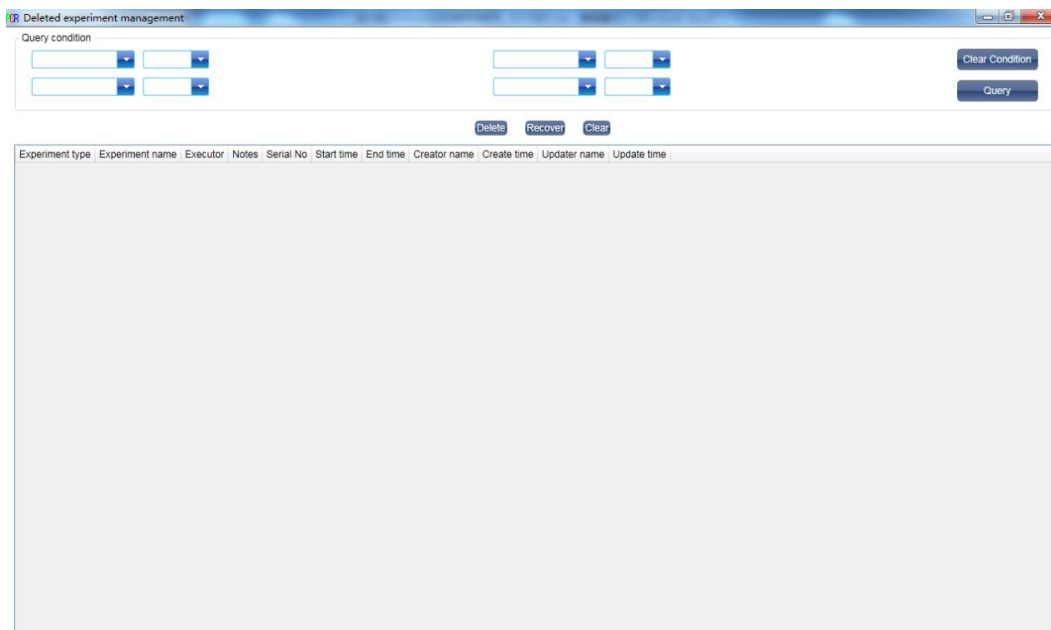 CR Deleted experiment management
Query condition
Clear Condition
Query
Delete Recover Clear
Experiment type Experiment name Executor Notes Serial No Start time End time Creator name Create time Updater name Update time